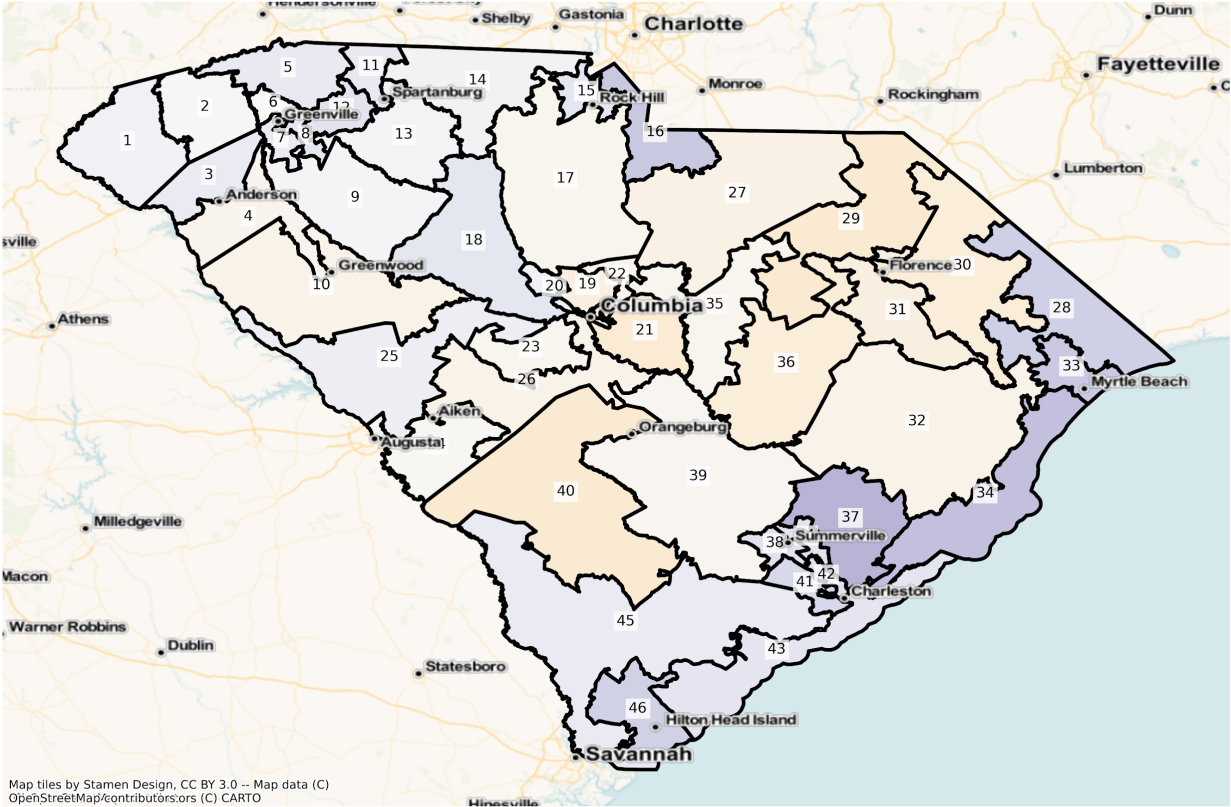 Hendersonville
Shelby
Gastonia
Charlotte
Dunn
Fayetteville
5
11
14
Spartanburg
15
Rock Hill
Monroe
Rockingham
2
6
12
Greenville
1
7
8
13
16
Lumberton
3
Anderson
17
27
4
9
29
sville
18
Greenwood
Florence
30
10
20
19
22
Columbia
35
31
28
Athens
21
23
25
36
33
26
Myrtle Beach
Aiken
32
Augusta
Orangeburg
39
40
34
Milledgeville
37
38
Summerville
Macon
41
42
Charleston
Warner Robbins
45
Dublin
43
Statesboro
46
Hilton Head Island
Savannah
Map tiles by Stamen Design, CC BY 3.0 -- Map data (C)
OpenStreetMap contributors (C) CARTO
Hinesville